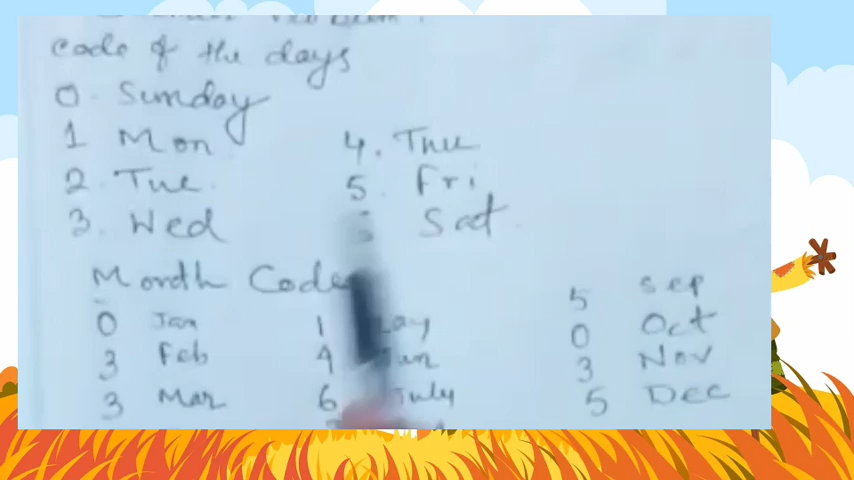 code of the days
0. Sunday
1 Mon
2. Tue.
3. Wed
4. Thu
5. Fri
Sat.
Month Code
0 Jan
3 Feb
3 Mar
1
4 Jun
6 July
5 Sep
0 Oct
3 Nov
5 Dec